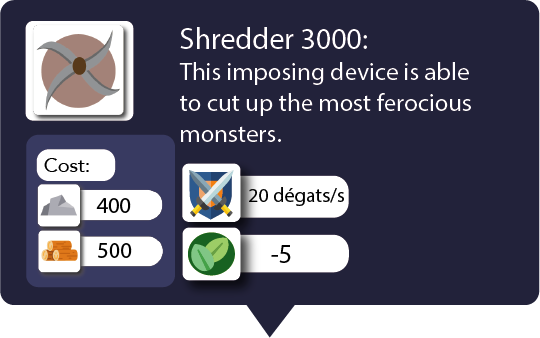 Shredder 3000:
This imposing device is able
to cut up the most ferocious
monsters.
Cost:
400
500
20 dégats/s
-5